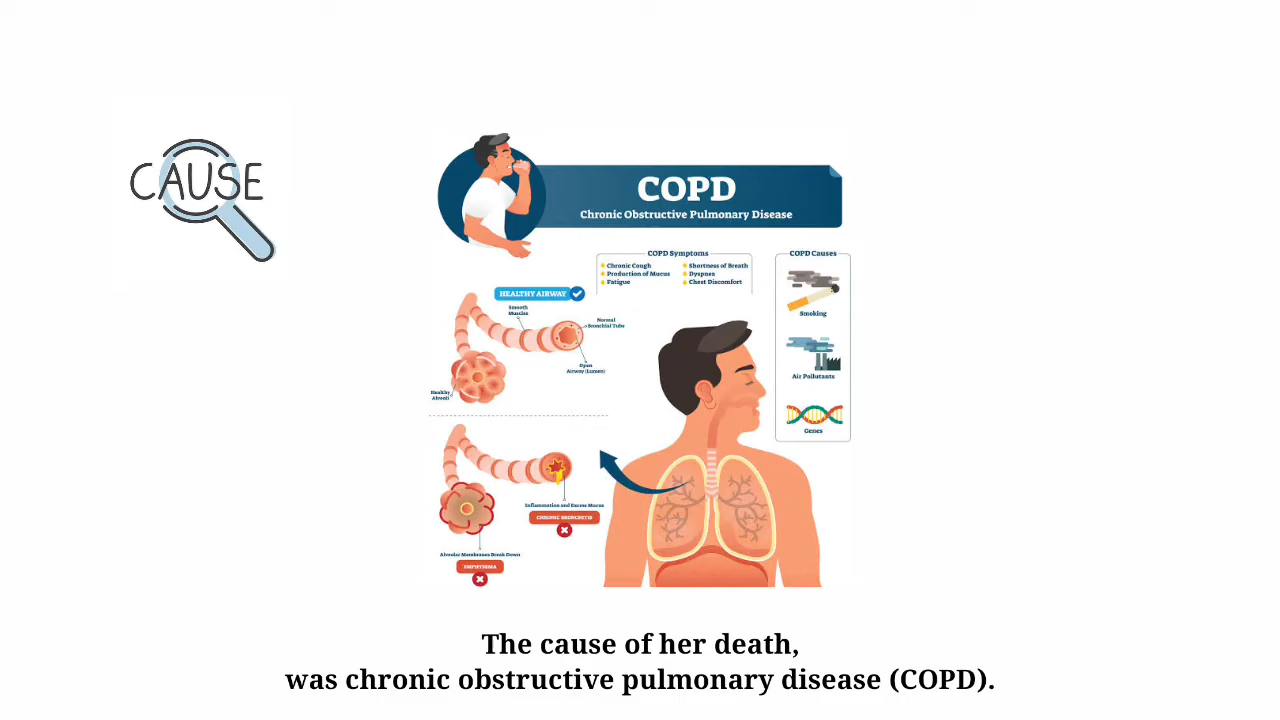 CAUSE
COPD
Chronic Obstructive Pulmonary Disease
COPD Symptoms
Chronic Cough
Production of Mucus
Fatigue
Shortness of Breath
Dyspnea
Chest Discomfort
COPD Causes
Smoking
Air Pollutants
Genes
HEALTHY AIRWAY
Smooth
Muscles
Normal
Bronchial Tube
Open
Airway (Lumen)
Healthy
Alveoli
Inflammation and Excess Mucus
CHRONIC BRONCHITIS
Alveolar Membranes Break Down
EMPHYSEMA
The cause of her death,
was chronic obstructive pulmonary disease (COPD).